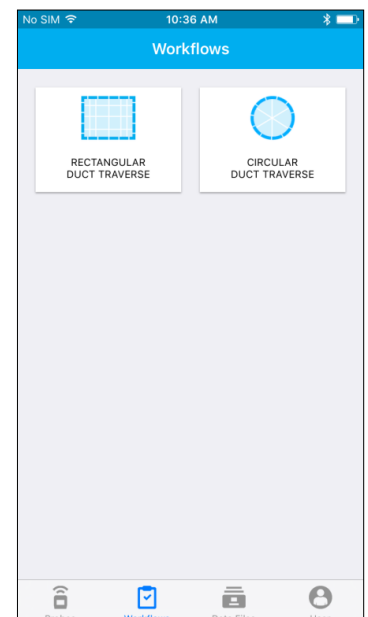 No SIM 10:36 AM
Workflows
RECTANGULAR
DUCT TRAVERSE
CIRCULAR
DUCT TRAVERSE